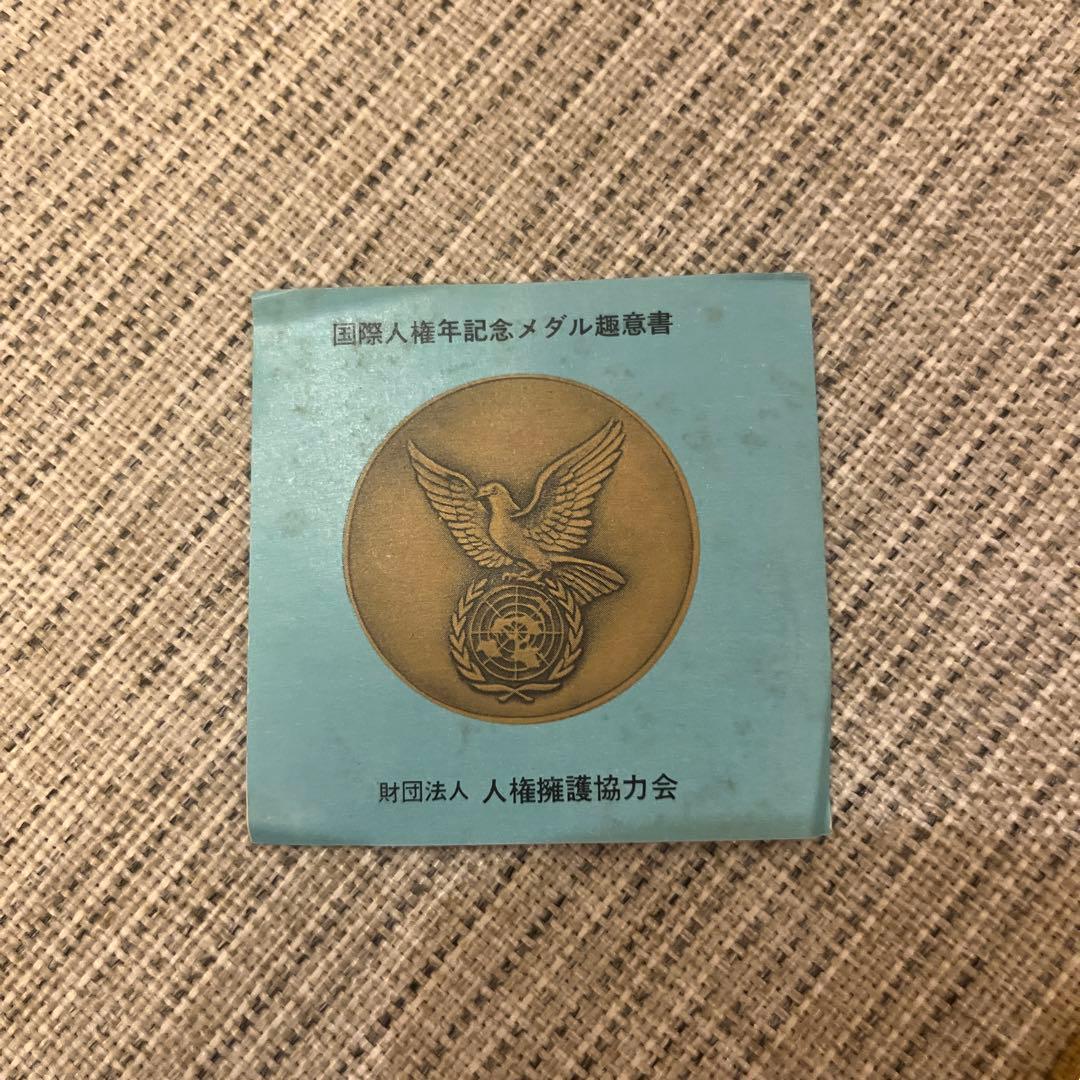 国際人権年記念メダル趣意書
財団法人 人権擁護協力会